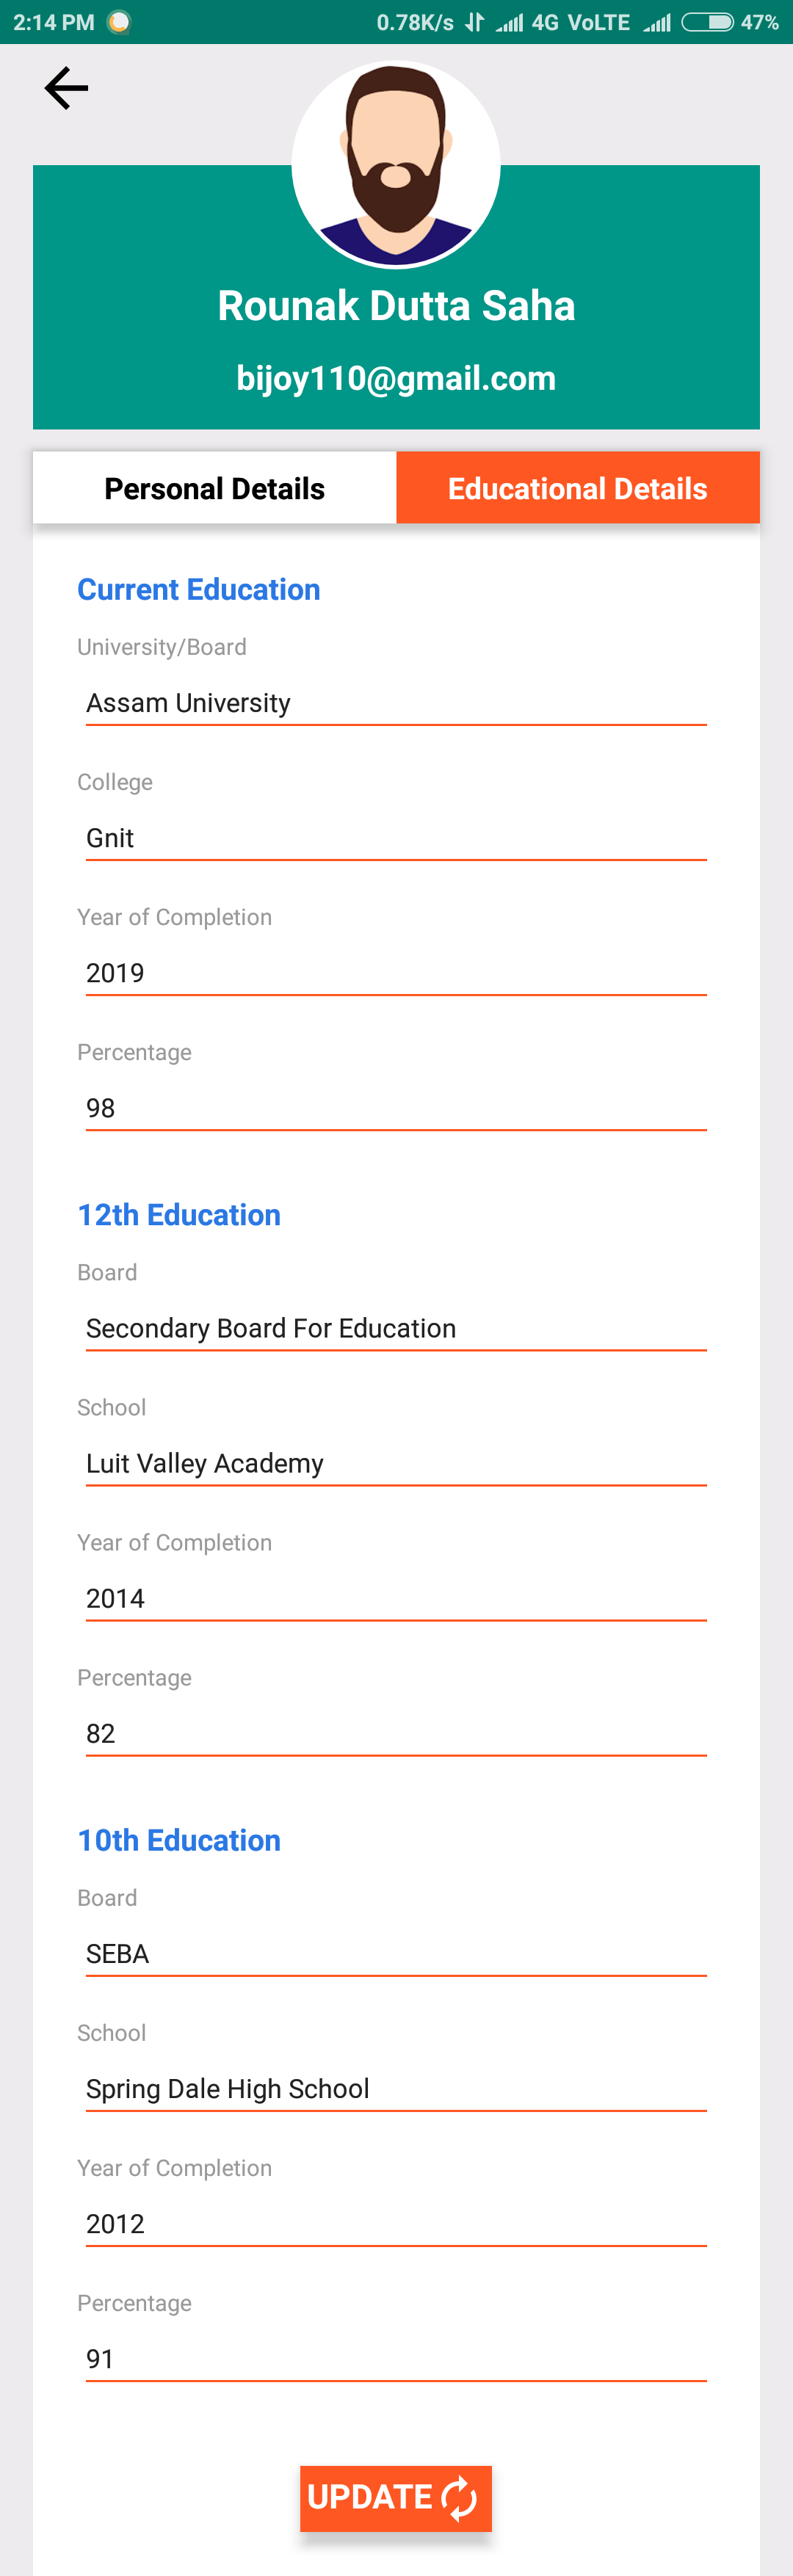 2:14 PM 0.78K/s 4G VoLTE 47%
Rounak Dutta Saha
bijoy110@gmail.com
Personal Details Educational Details
Current Education
University/Board
Assam University
College
Gnit
Year of Completion
2019
Percentage
98
12th Education
Board
Secondary Board For Education
School
Luit Valley Academy
Year of Completion
2014
Percentage
82
10th Education
Board
SEBA
School
Spring Dale High School
Year of Completion
2012
Percentage
91
UPDATE